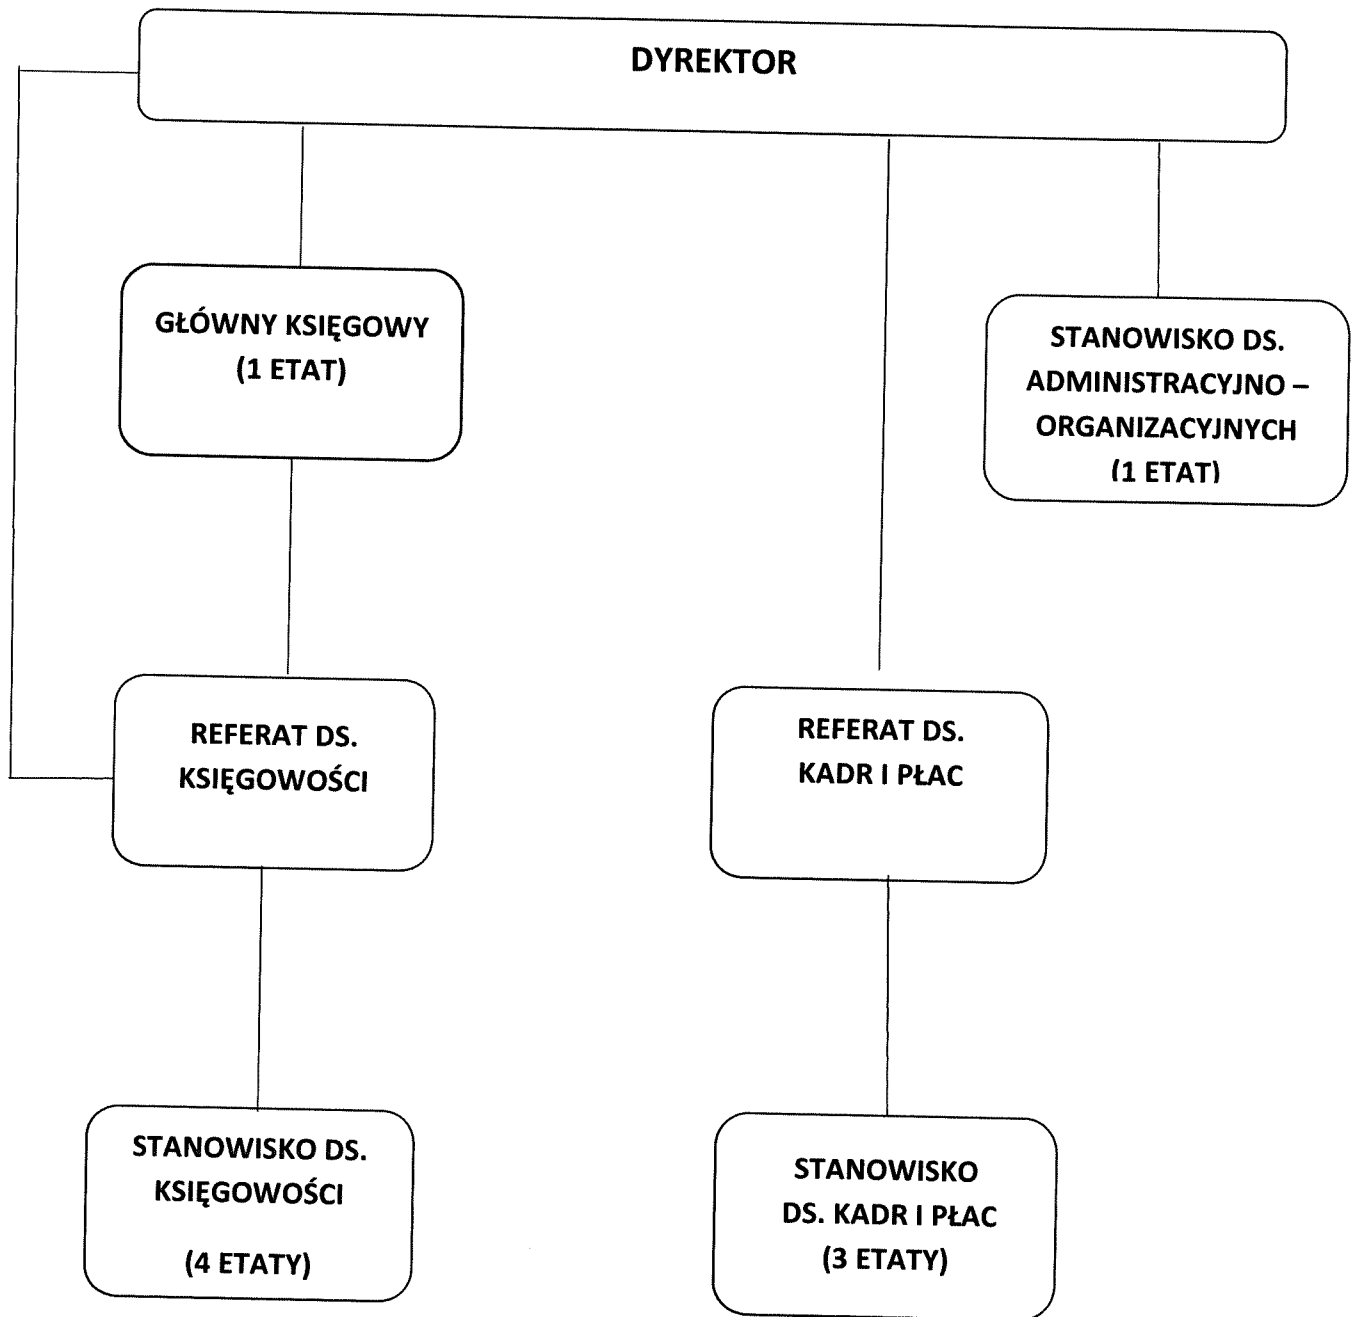 DYREKTOR
GŁÓWNY KSIĘGOWY
(1 ETAT)
STANOWISKO DS.
ADMINISTRACYJNO –
ORGANIZACYJNYCH
(1 ETAT)
REFERAT DS.
KSIĘGOWOŚCI
REFERAT DS.
KADR I PŁAC
STANOWISKO DS.
KSIĘGOWOŚCI
(4 ETATY)
STANOWISKO
DS. KADR I PŁAC
(3 ETATY)